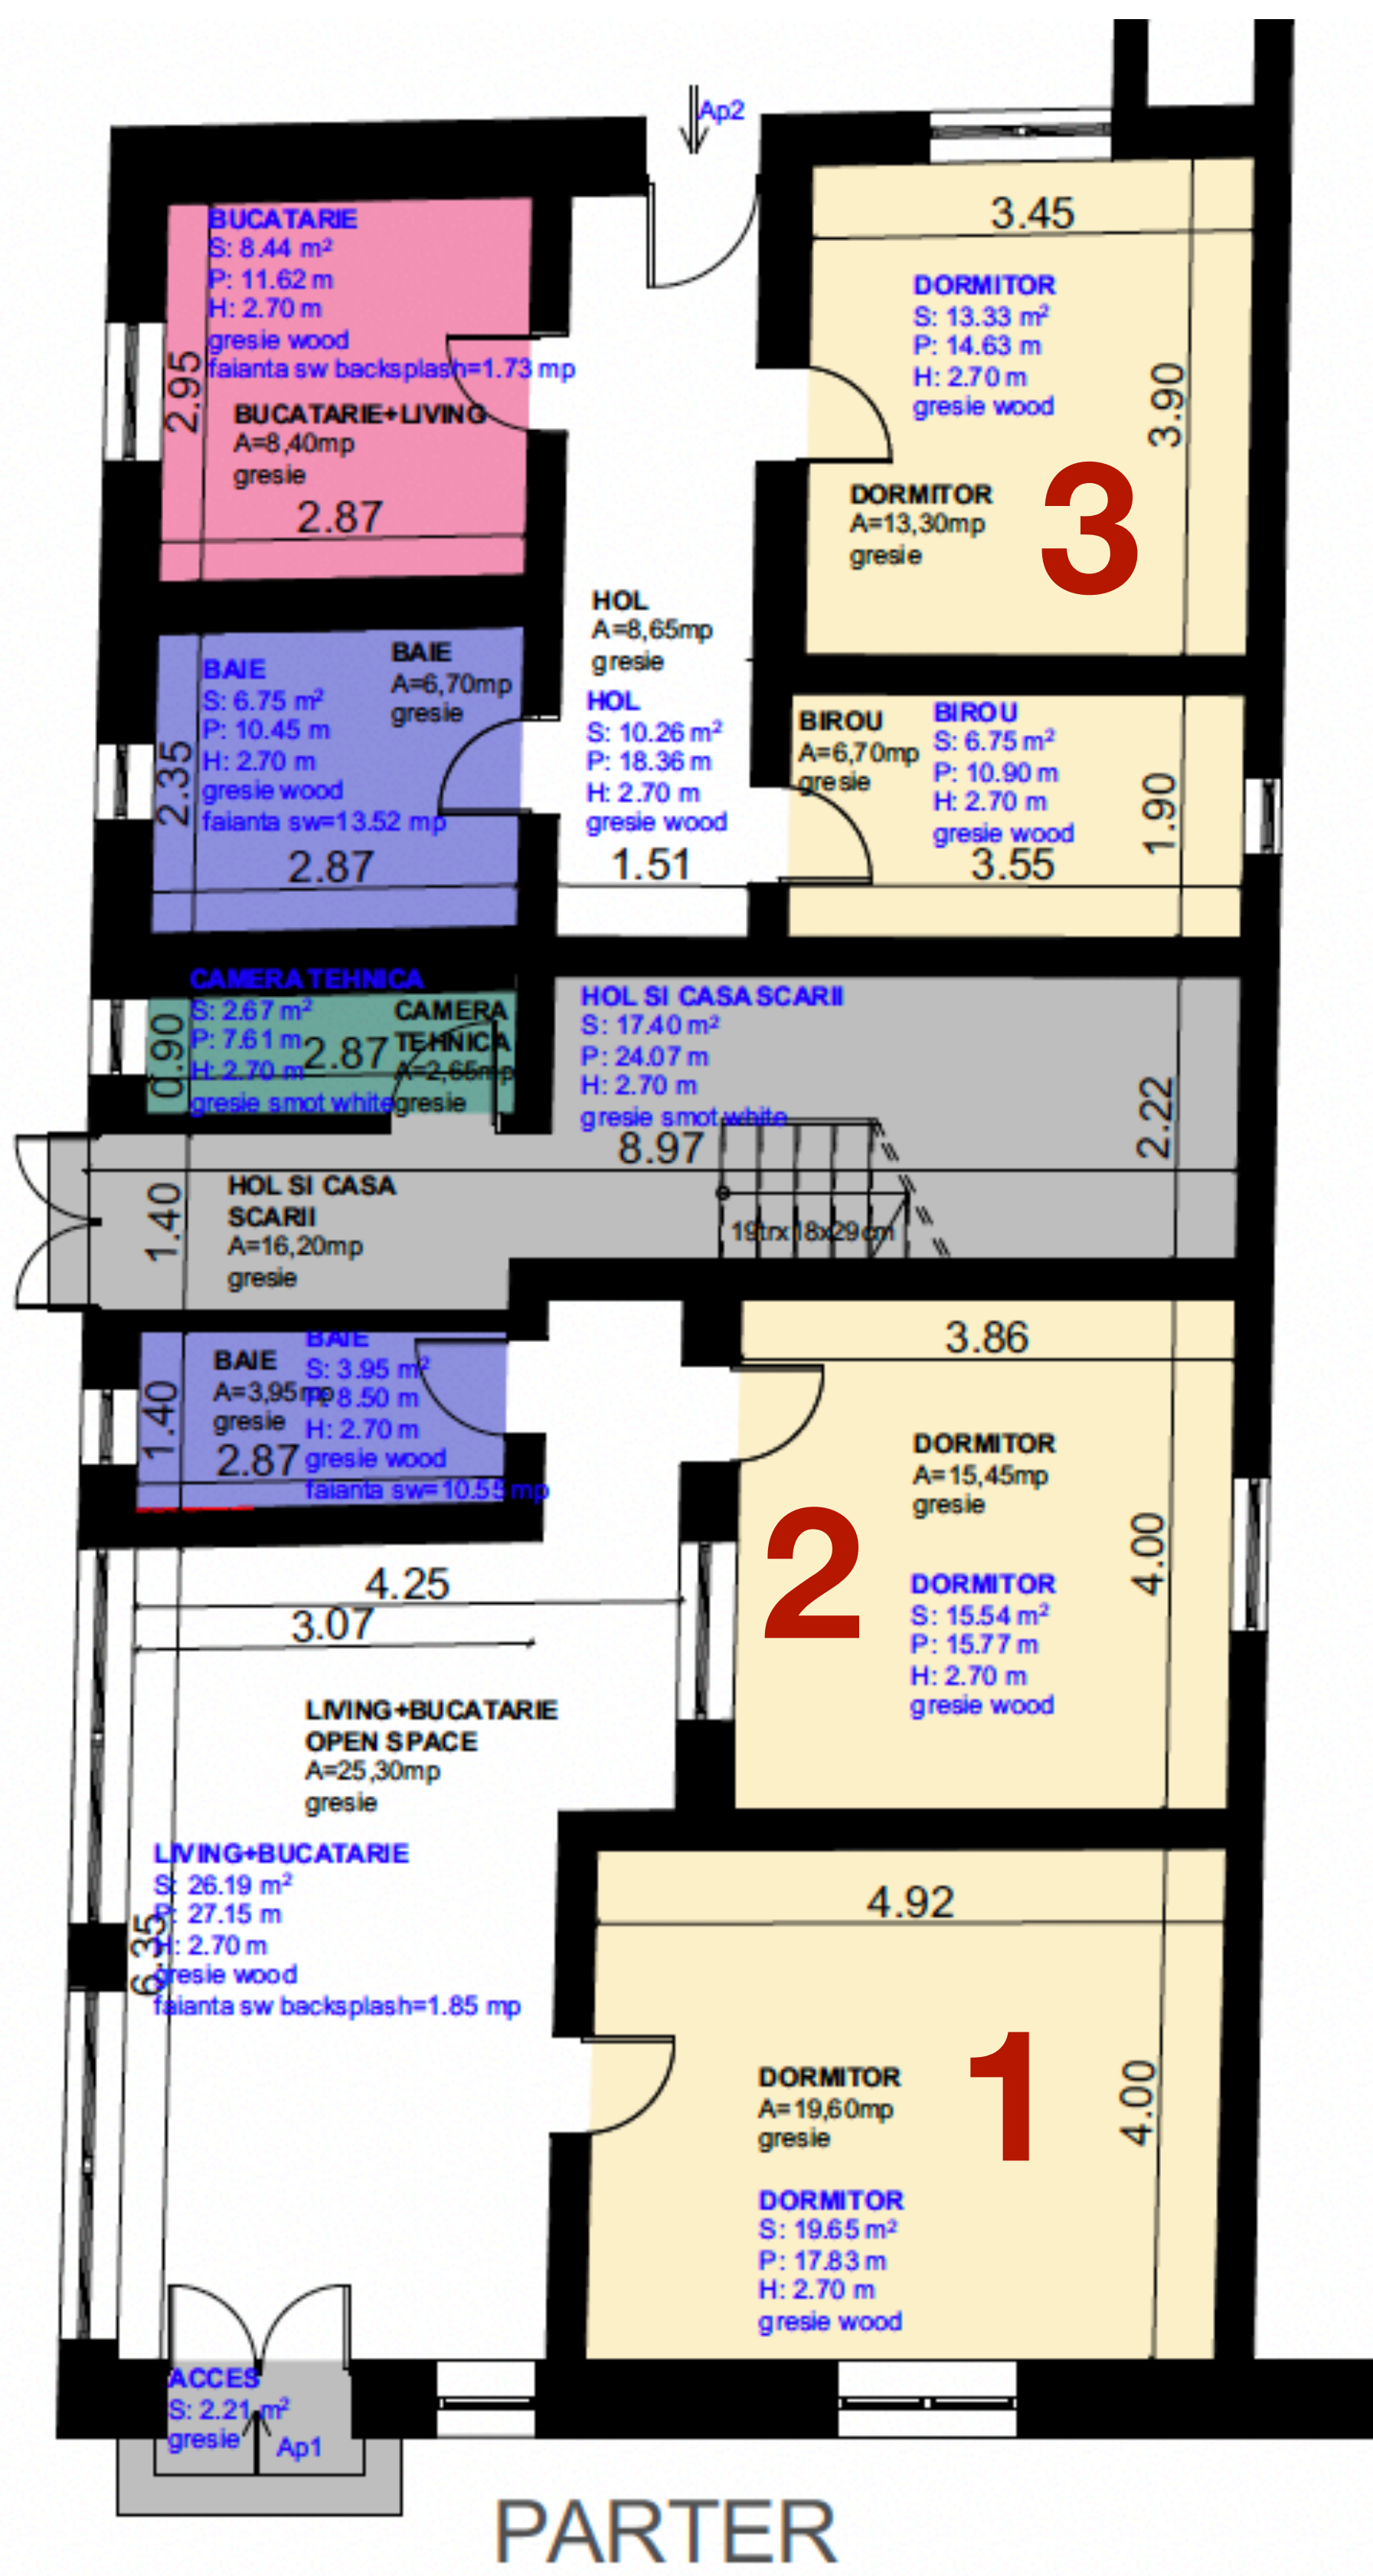 Ap2
BUCATARIE
S: 8.44 m²
P: 11.62 m
H: 2.70 m
gresie wood
faianta sw backsplash=1.73 mp
2.95
BUCATARIE+LIVING
A=8,40mp
gresie
2.87
3.45
DORMITOR
S: 13.33 m²
P: 14.63 m
H: 2.70 m
gresie wood
3.90
DORMITOR
A=13,30mp
gresie
3
HOL
A=8,65mp
gresie
HOL
S: 10.26 m²
P: 18.36 m
H: 2.70 m
gresie wood
1.51
BAIE
A=6,70mp
gresie
BAIE
S: 6.75 m²
P: 10.45 m
H: 2.70 m
gresie wood
faianta sw=13.52 mp
2.35
2.87
BIROU
A=6,70mp
gresie
BIROU
S: 6.75 m²
P: 10.90 m
H: 2.70 m
gresie wood
3.55
1.90
CAMERA TEHNICA
S: 2.67 m²
P: 7.61 m
H: 2.70 m
gresie smot white
0.90
2.87
CAMERA
TEHNICA
A=2,65mp
gresie
HOL SI CASA SCARII
S: 17.40 m²
P: 24.07 m
H: 2.70 m
gresie smot white
8.97
2.22
19trx18x29cm
1.40
HOL SI CASA
SCARII
A=16,20mp
gresie
BAIE
A=3,95mp
gresie
BAIE
S: 3.95 m²
P: 8.50 m
H: 2.70 m
gresie wood
faianta sw=10.55 mp
1.40
2.87
3.86
DORMITOR
A=15,45mp
gresie
2
4.00
DORMITOR
S: 15.54 m²
P: 15.77 m
H: 2.70 m
gresie wood
4.25
3.07
LIVING+BUCATARIE
OPEN SPACE
A=25,30mp
gresie
LIVING+BUCATARIE
S: 26.19 m²
P: 27.15 m
H: 2.70 m
gresie wood
faianta sw backsplash=1.85 mp
6.35
4.92
1
4.00
DORMITOR
A=19,60mp
gresie
DORMITOR
S: 19.65 m²
P: 17.83 m
H: 2.70 m
gresie wood
ACCES
S: 2.21 m²
gresie
Ap1
PARTER